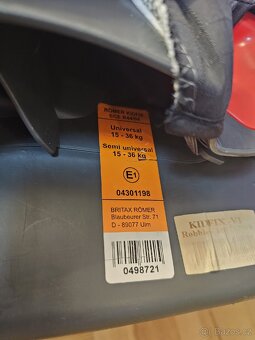 RÖMER KIDFIX
ECE R44/04
Universal
15 - 36 kg
Semi universal
15 - 36 kg
E1
04301198
BRITAX RÖMER
Blaubeurer Str. 71
D - 89077 Ulm
0498721
KIDFIX